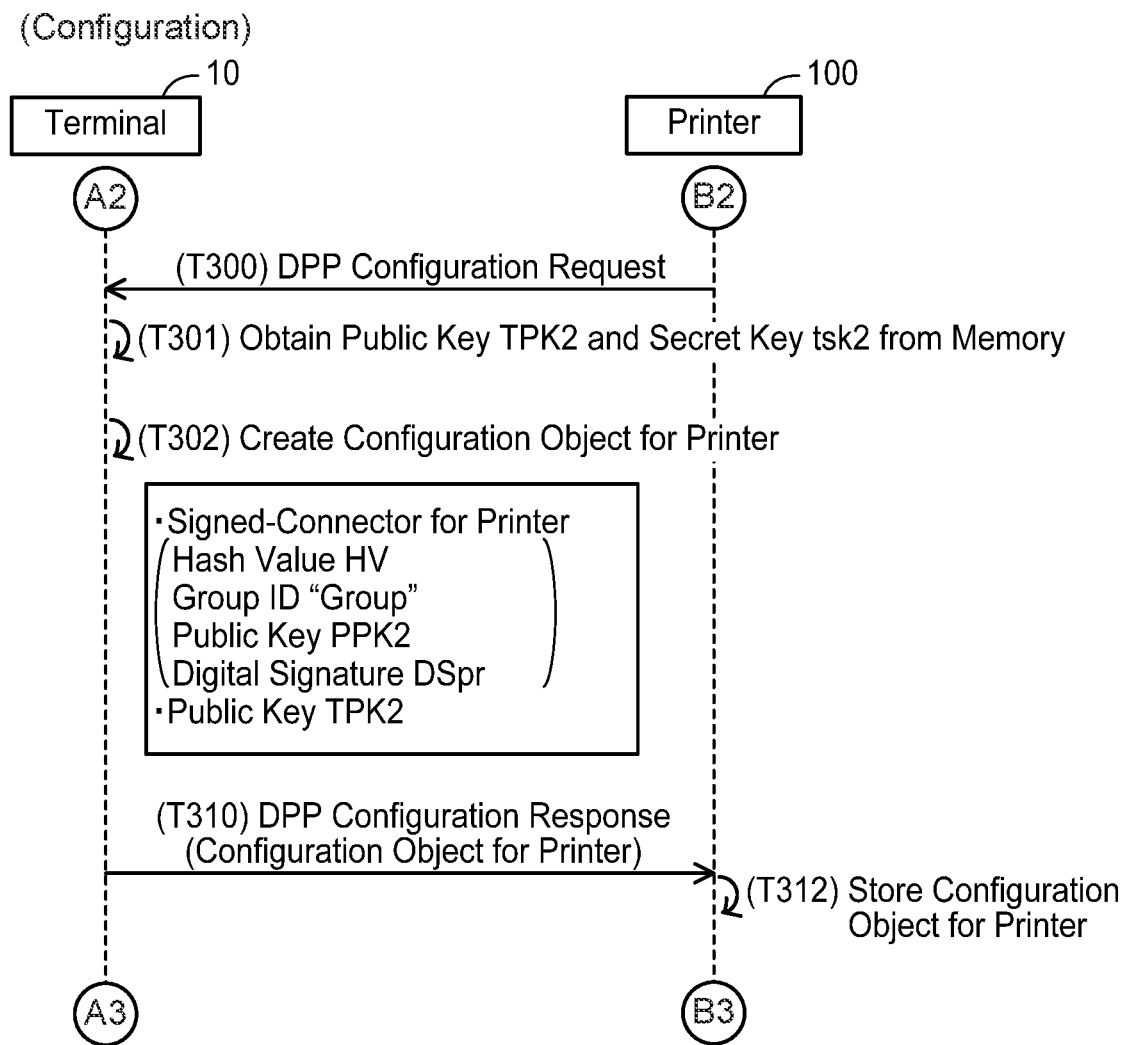 (Configuration)
10
100
Terminal
Printer
A2
B2
(T300) DPP Configuration Request
(T301) Obtain Public Key TPK2 and Secret Key tsk2 from Memory
(T302) Create Configuration Object for Printer
・Signed-Connector for Printer
Hash Value HV
Group ID “Group”
Public Key PPK2
Digital Signature DSpr
・Public Key TPK2
(T310) DPP Configuration Response
(Configuration Object for Printer)
(T312) Store Configuration
Object for Printer
A3
B3